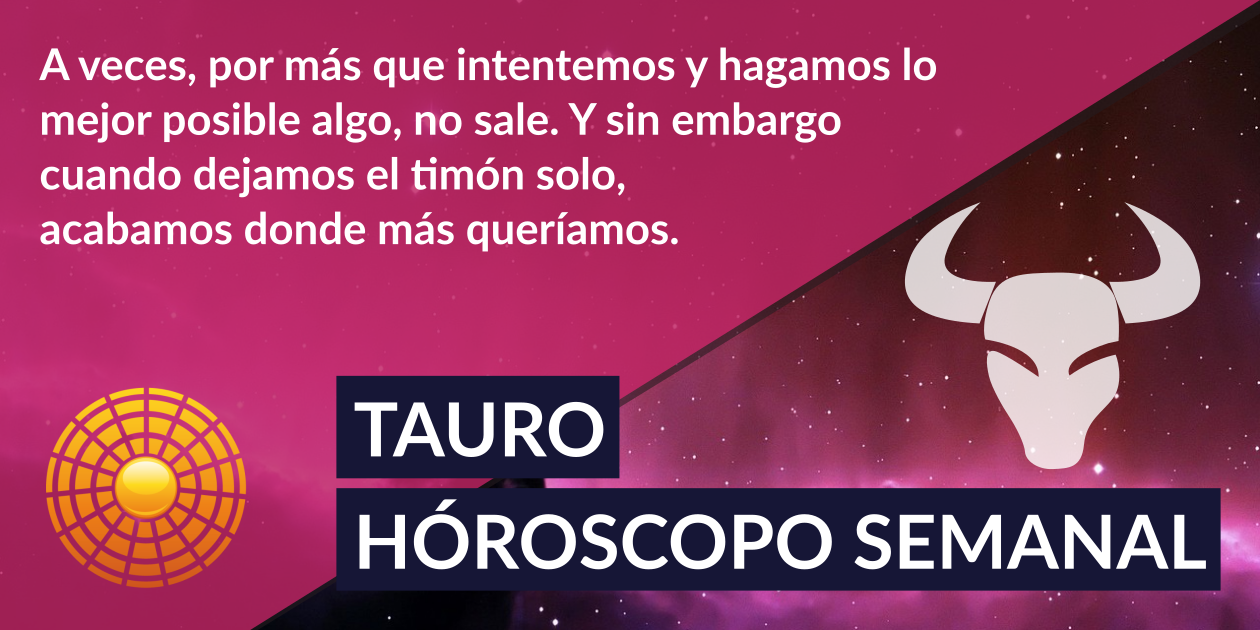 A veces, por más que intentemos y hagamos lo
mejor posible algo, no sale. Y sin embargo
cuando dejamos el timón solo,
acabamos donde más queríamos.
TAURO
HÓROSCOPO SEMANAL